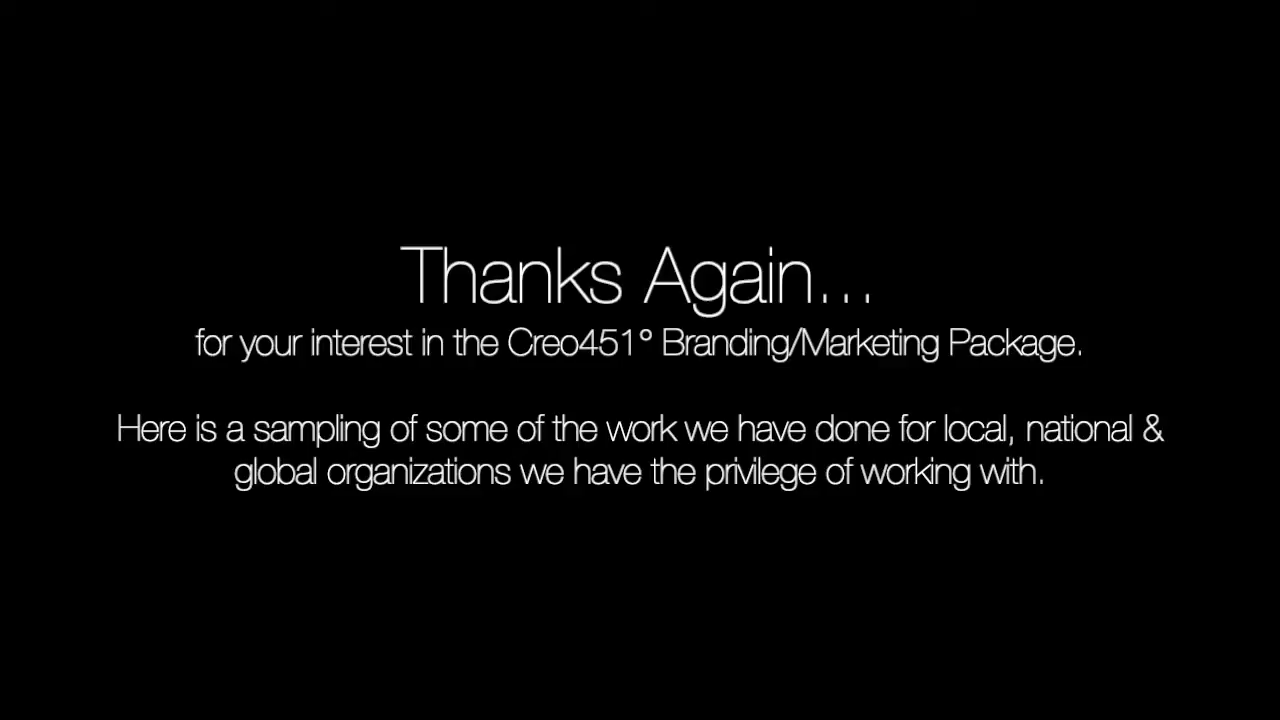 Thanks Again...
for your interest in the Creo451° Branding/Marketing Package.
Here is a sampling of some of the work we have done for local, national &
global organizations we have the privilege of working with.